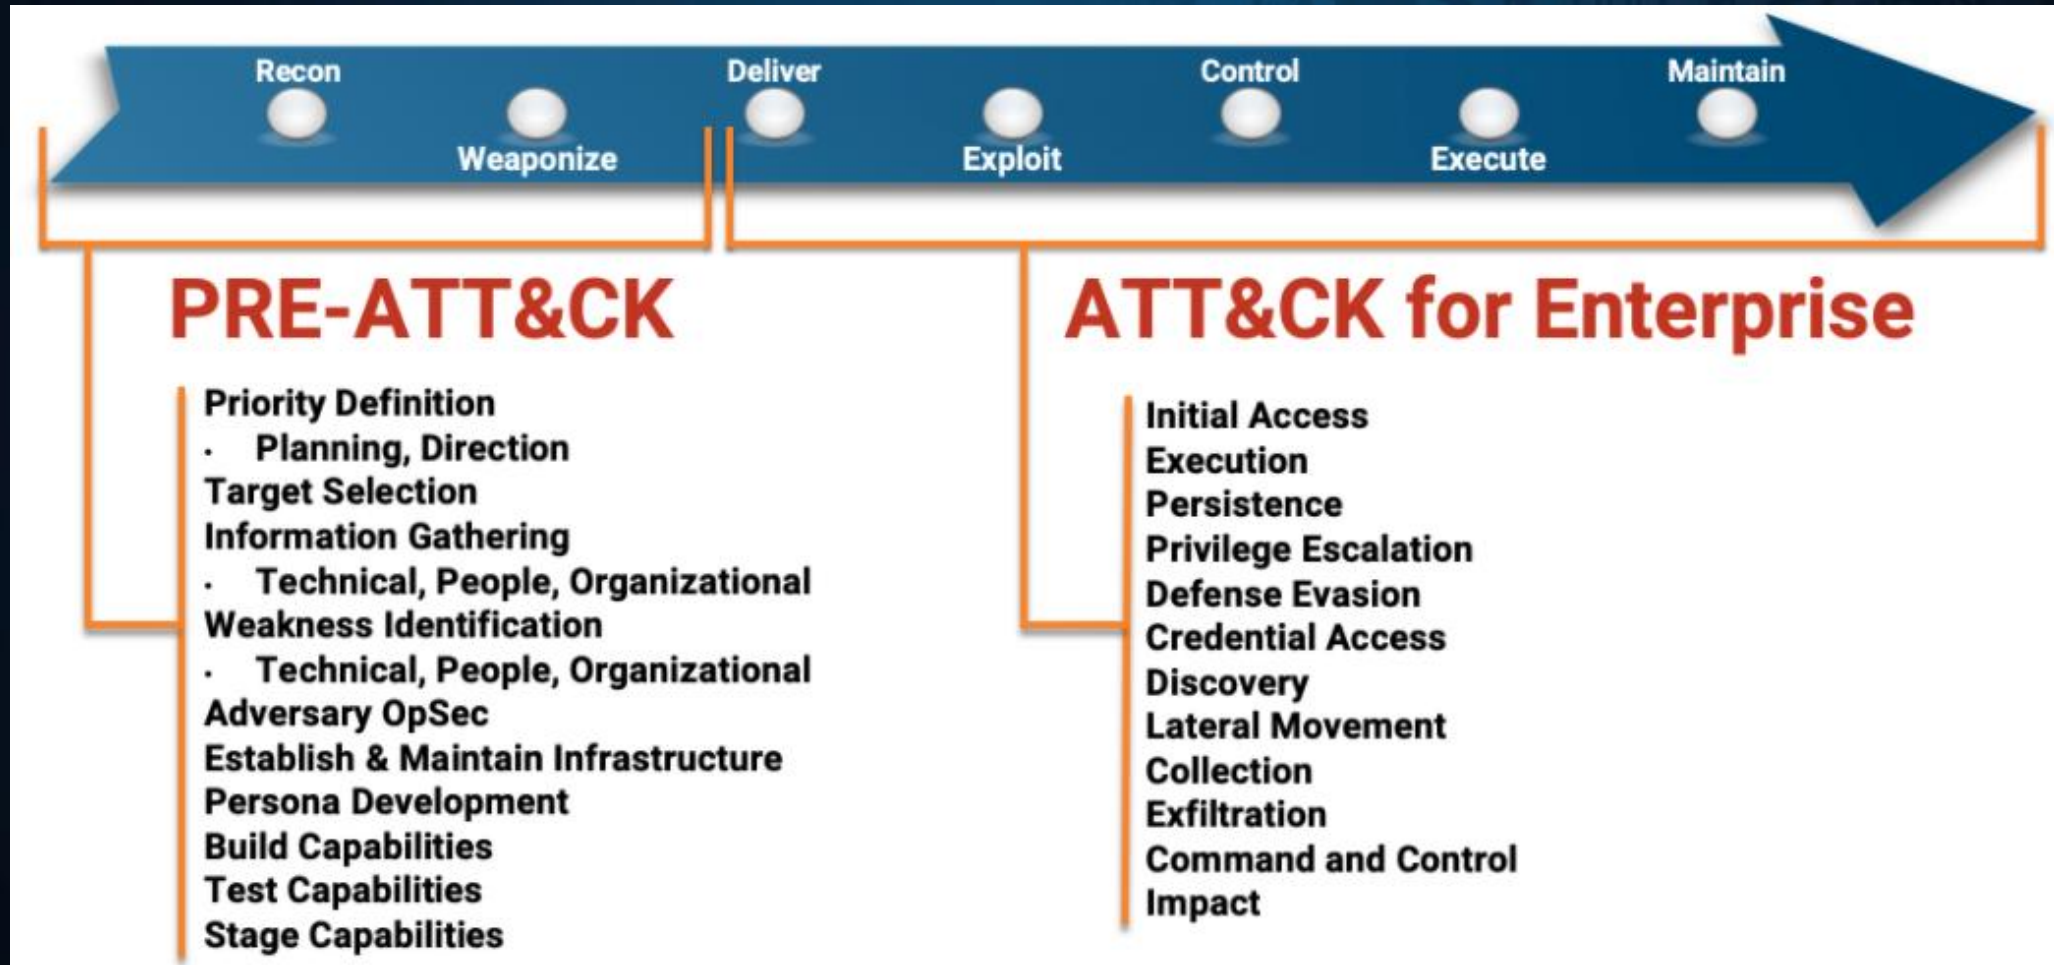 Recon
Deliver
Control
Maintain
Weaponize
Exploit
Execute
PRE-ATT&CK
Priority Definition
· Planning, Direction
Target Selection
Information Gathering
· Technical, People, Organizational
Weakness Identification
· Technical, People, Organizational
Adversary OpSec
Establish & Maintain Infrastructure
Persona Development
Build Capabilities
Test Capabilities
Stage Capabilities
ATT&CK for Enterprise
Initial Access
Execution
Persistence
Privilege Escalation
Defense Evasion
Credential Access
Discovery
Lateral Movement
Collection
Exfiltration
Command and Control
Impact